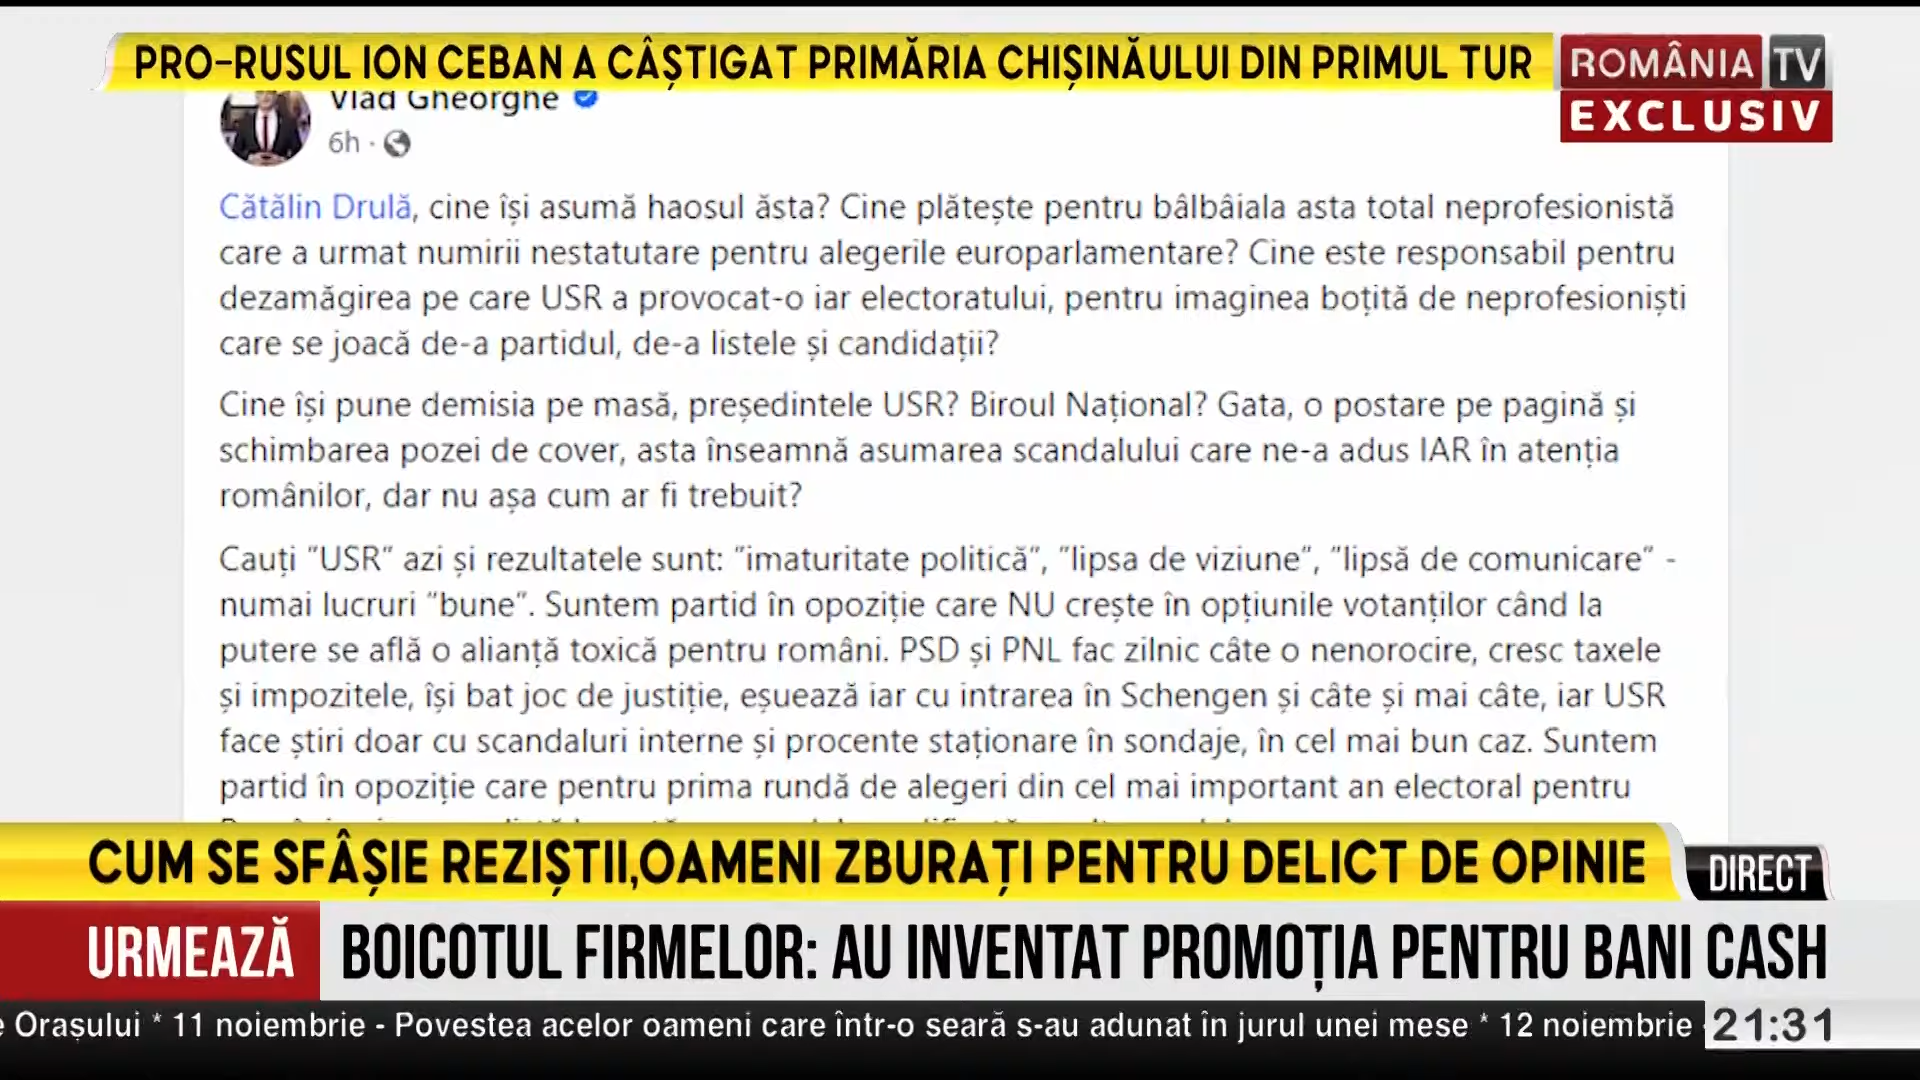 PRO-RUSUL ION CEBAN A CÂȘTIGAT PRIMĂRIA CHIȘINĂULUI DIN PRIMUL TUR
ROMÂNIA TV
EXCLUSIV
Vlad Gheorghe
6h ·
Cătălin Drulă, cine își asumă haosul ăsta? Cine plătește pentru bâlbâiala asta total neprofesionistă
care a urmat numirii nestatutare pentru alegerile europarlamentare? Cine este responsabil pentru
dezamăgirea pe care USR a provocat-o iar electoratului, pentru imaginea boțită de neprofesioniști
care se joacă de-a partidul, de-a listele și candidații?
Cine își pune demisia pe masă, președintele USR? Biroul Național? Gata, o postare pe pagină și
schimbarea pozei de cover, asta înseamnă asumarea scandalului care ne-a adus IAR în atenția
românilor, dar nu așa cum ar fi trebuit?
Cauți "USR" azi și rezultatele sunt: "imaturitate politică", "lipsa de viziune", "lipsă de comunicare" -
numai lucruri "bune". Suntem partid în opoziție care NU crește în opțiunile votanților când la
putere se află o alianță toxică pentru români. PSD și PNL fac zilnic câte o nenorocire, cresc taxele
și impozitele, își bat joc de justiție, eșuează iar cu intrarea în Schengen și câte și mai câte, iar USR
face știri doar cu scandaluri interne și procente staționare în sondaje, în cel mai bun caz. Suntem
partid în opoziție care pentru prima rundă de alegeri din cel mai important an electoral pentru
CUM SE SFÂȘIE REZIȘTII,OAMENI ZBURAȚI PENTRU DELICT DE OPINIE
DIRECT
URMEAZĂ BOICOTUL FIRMELOR: AU INVENTAT PROMOȚIA PENTRU BANI CASH
e Orașului * 11 noiembrie - Povestea acelor oameni care într-o seară s-au adunat în jurul unei mese * 12 noiembrie 21:31